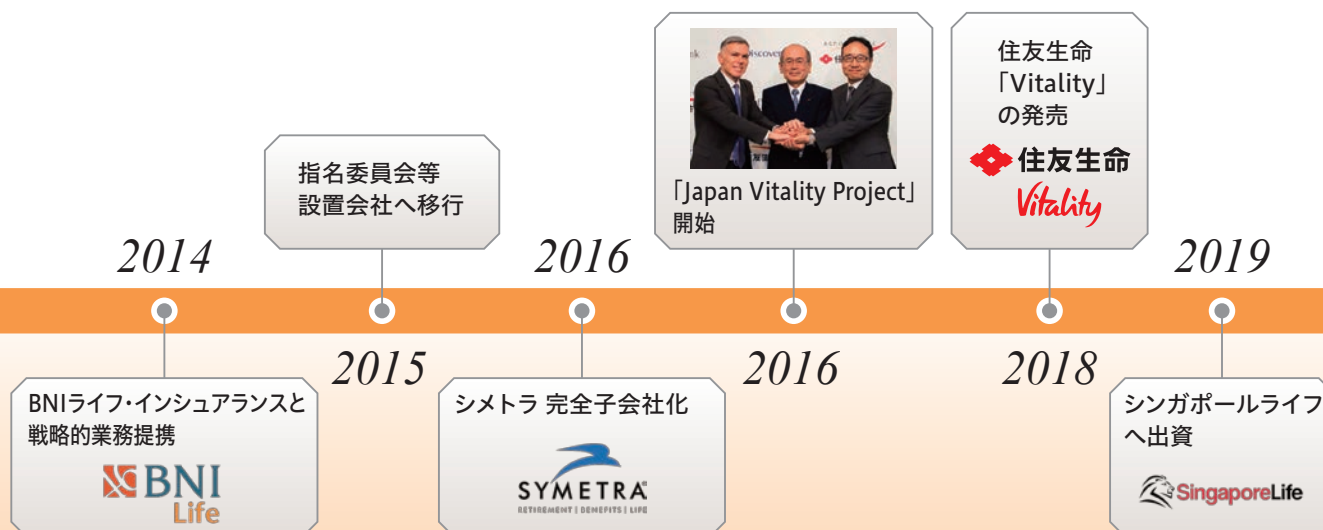 2014
BNIライフ・インシュアランスと
戦略的業務提携
BNI
Life
指名委員会等
設置会社へ移行
2015
2016
シメトラ 完全子会社化
SYMETRA
RETIREMENT | BENEFITS | LIFE
Discover
住
「Japan Vitality Project」
開始
2016
住友生命
「Vitality」
の発売
住友生命
Vitality
2018
2019
シンガポールライフ
へ出資
SingaporeLife